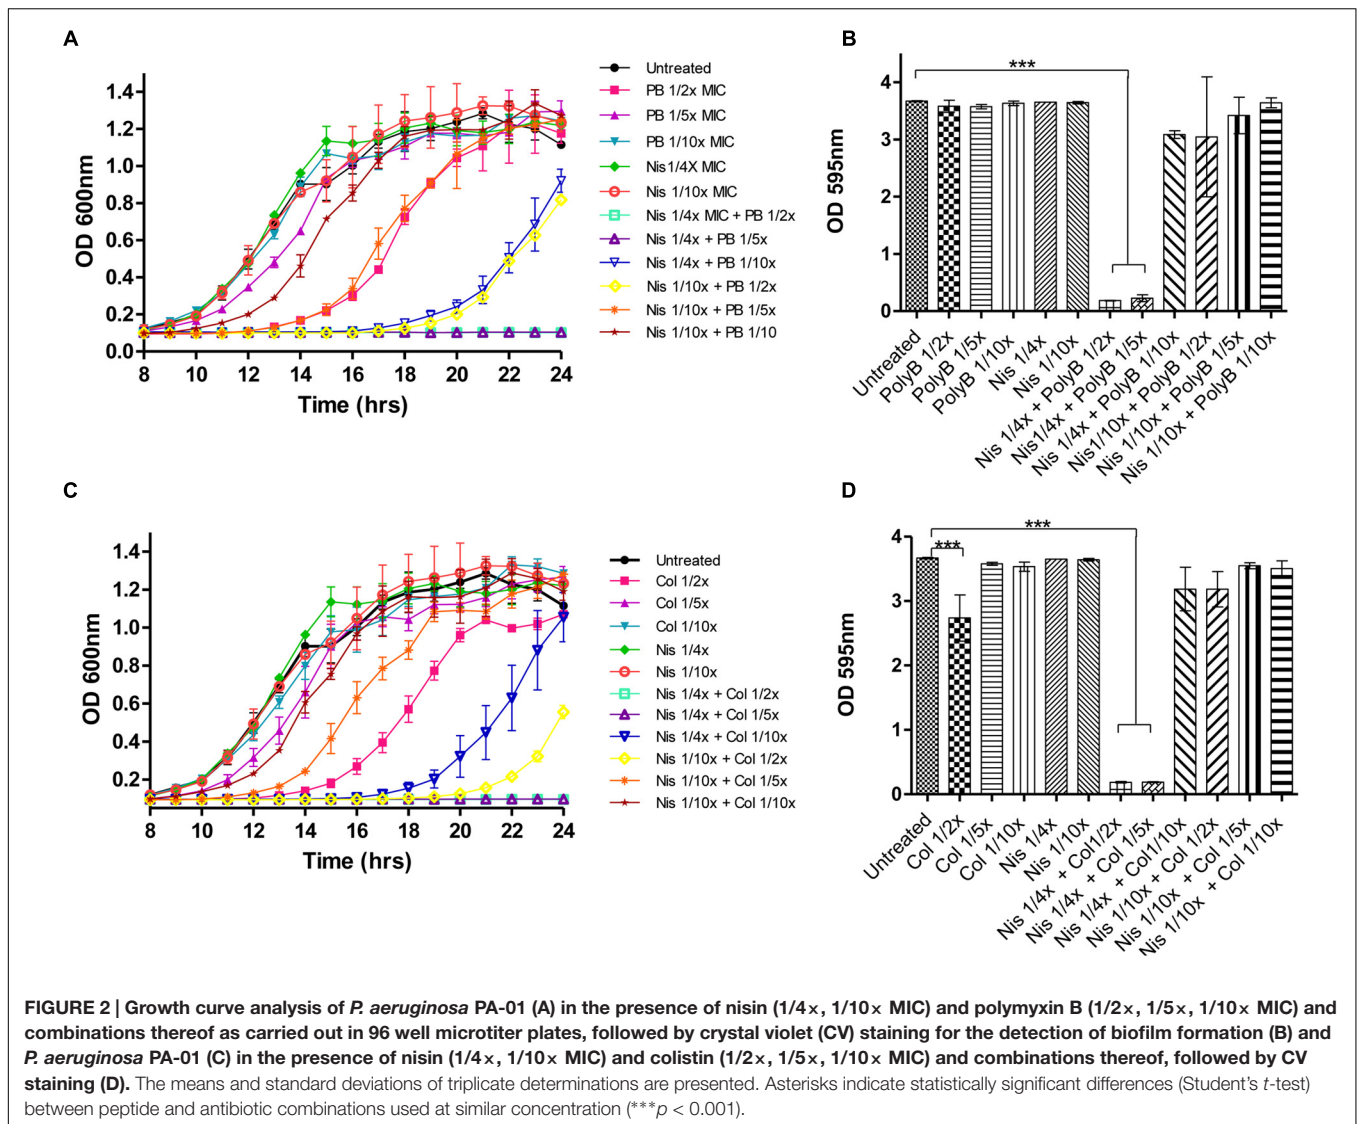 A
OD 600nm
1.4
1.2
1.0
0.8
0.6
0.4
0.2
0.0
8 10 12 14 16 18 20 22 24
Time (hrs)
Untreated
PB 1/2x MIC
PB 1/5x MIC
PB 1/10x MIC
Nis1/4X MIC
Nis 1/10x MIC
Nis 1/4x MIC + PB 1/2x
Nis 1/4x + PB 1/5x
Nis 1/4x + PB 1/10x
Nis 1/10x + PB 1/2x
Nis 1/10x + PB 1/5x
Nis 1/10x + PB 1/10
B
OD 595nm
4
3
2
1
0
***
Untreated
PolyB 1/2x
PolyB 1/5x
PolyB 1/10x
Nis 1/4x
Nis 1/10x
Nis 1/4x + PolyB 1/2x
Nis1/4x + PolyB 1/5x
Nis 1/4x + PolyB 1/10x
Nis1/10x + PolyB 1/2x
Nis 1/10x + PolyB 1/5x
Nis 1/10x + PolyB 1/10x
C
OD 600nm
1.4
1.2
1.0
0.8
0.6
0.4
0.2
8 10 12 14 16 18 20 22 24
Time (hrs)
Untreated
Col 1/2x
Col 1/5x
Col 1/10x
Nis 1/4x
Nis 1/10x
Nis 1/4x + Col 1/2x
Nis 1/4x + Col 1/5x
Nis 1/4x + Col 1/10x
Nis 1/10x + Col 1/2x
Nis 1/10x + Col 1/5x
Nis 1/10x + Col 1/10x
D
OD 595nm
4
3
2
1
0
***
***
Untreated
Col 1/2x
Col 1/5x
Col 1/10x
Nis 1/4x
Nis 1/10x
Nis 1/4x + Col1/2x
Nis 1/4x + Col 1/5x
Nis 1/4x + Col1/10x
Nis 1/10x + Col 1/2x
Nis 1/10x + Col 1/5x
Nis 1/10x + Col 1/10x
FIGURE 2 | Growth curve analysis of P. aeruginosa PA-01 (A) in the presence of nisin (1/4×, 1/10× MIC) and polymyxin B (1/2×, 1/5×, 1/10× MIC) and
combinations thereof as carried out in 96 well microtiter plates, followed by crystal violet (CV) staining for the detection of biofilm formation (B) and
P. aeruginosa PA-01 (C) in the presence of nisin (1/4×, 1/10× MIC) and colistin (1/2×, 1/5×, 1/10× MIC) and combinations thereof, followed by CV
staining (D). The means and standard deviations of triplicate determinations are presented. Asterisks indicate statistically significant differences (Student's t-test)
between peptide and antibiotic combinations used at similar concentration (***p < 0.001).